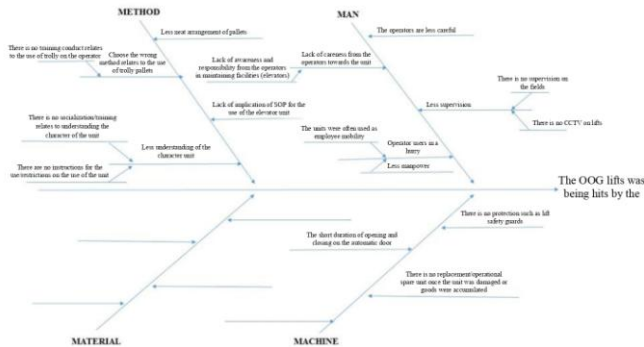 METHOD
MAN
Less neat arrangement of pallets
The operators are less careful
There is no training conduct relates
to the use of trolly on the operator
Choose the wrong
method relates to the use
of trolly pallets
Lack of awareness and
responsibility from the operators
in maintaining facilities (elevators)
Lack of careness from the
operators towards the unit
There is no supervision on
the fields
Less supervision
There is no CCTV on lifts
Lack of implication of SOP for the
use of the elevator unit
There is no socialization/training
relates to understanding the
character of the unit
Less understanding of the
character unit
There are no instructions for the
use/restrictions on the use of the unit
The units were often used as
employee mobility
Operator users in a
hurry
Less manpower
The OOG lifts was
being hits by the
There is no protection such as lift
safety guards
The short duration of opening and
closing on the automatic door
There is no replacement/operational
spare unit once the unit was damaged or
goods were accumulated
MATERIAL
MACHINE